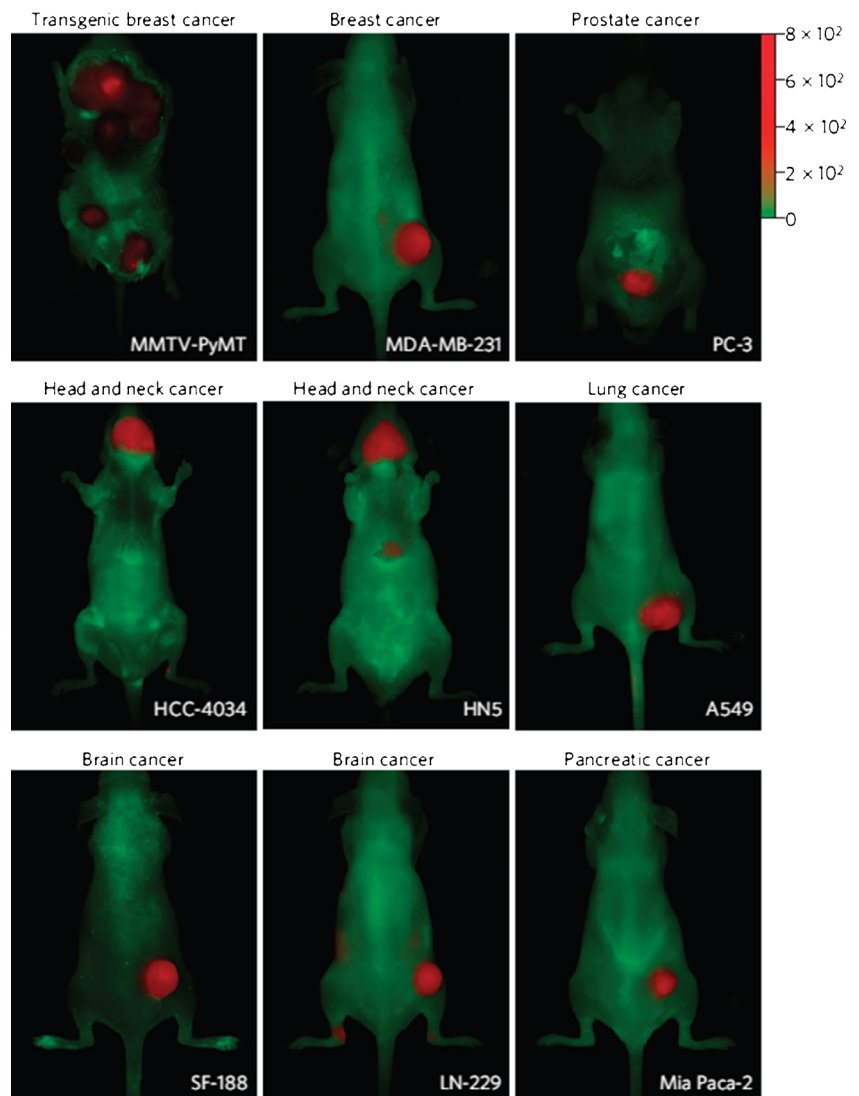 Transgenic breast cancer
Breast cancer
Prostate cancer
8 × 10²
6 × 10²
4 × 10²
2 × 10²
0
MMTV-PyMT
MDA-MB-231
PC-3
Head and neck cancer
Head and neck cancer
Lung cancer
HCC-4034
HN5
A549
Brain cancer
Brain cancer
Pancreatic cancer
SF-188
LN-229
Mia Paca-2